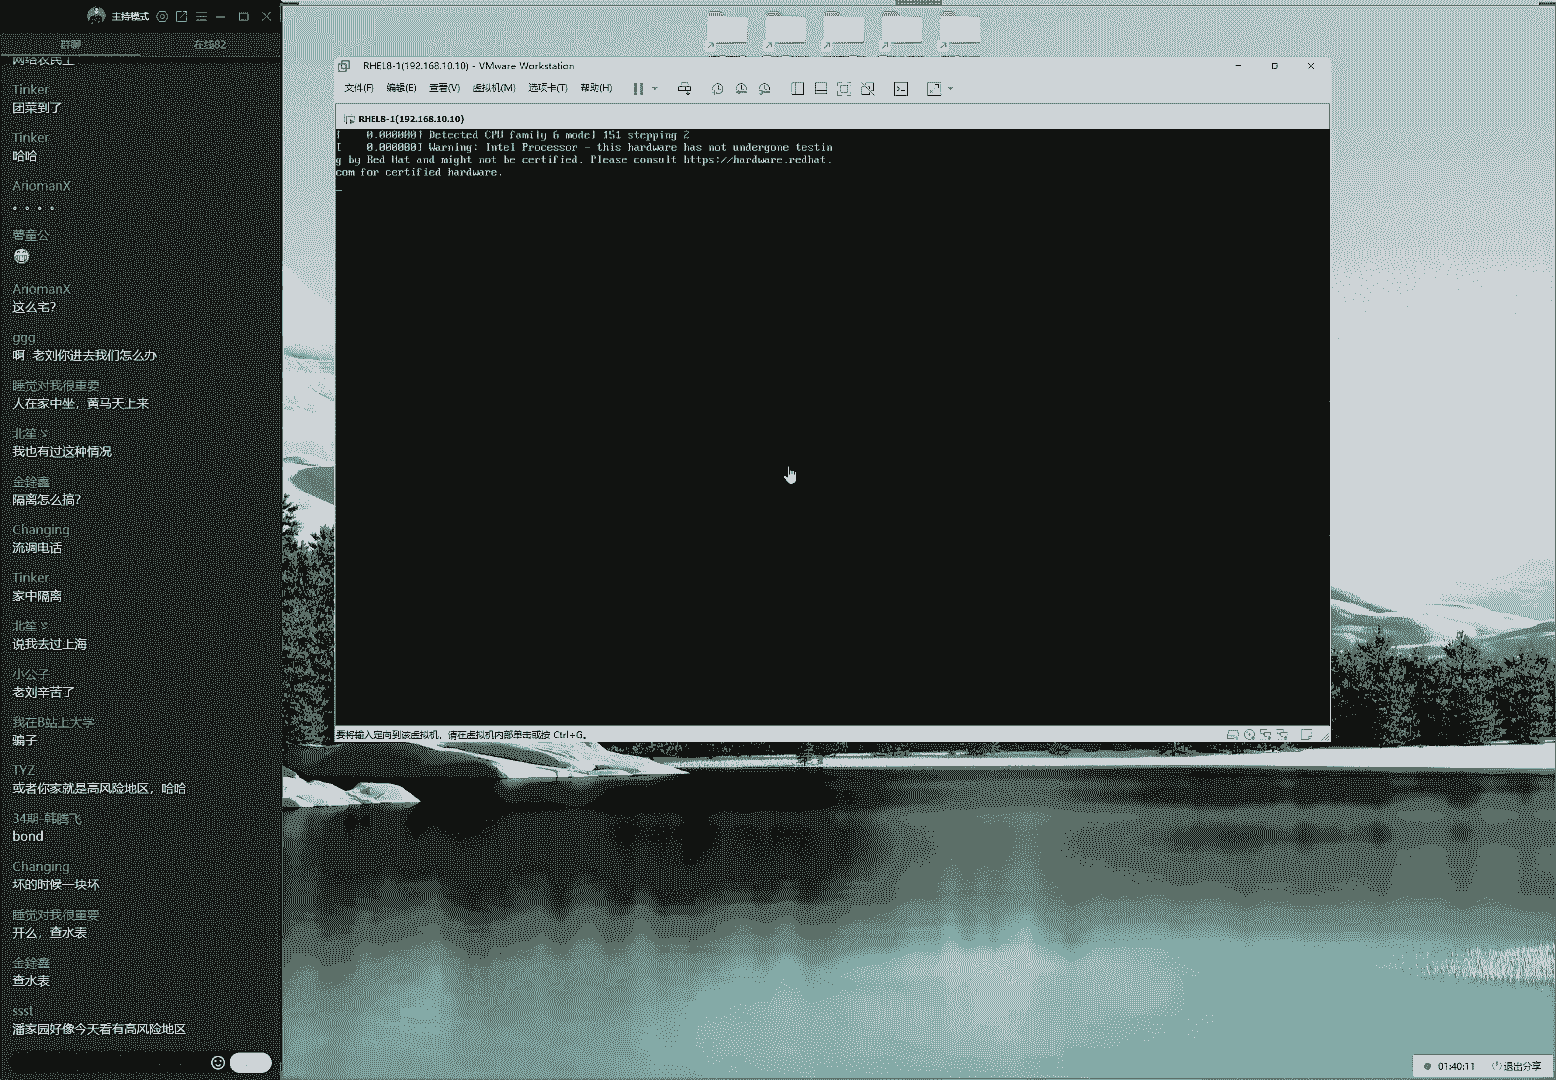 主持模式
群聊
在线82
网络农民工
Tinker
团菜到了
Tinker
哈哈
AriomanX
。。。。
萝童公
AriomanX
这么宅?
ggg
啊 老刘你进去我们怎么办
睡觉对我很重要
人在家中坐，黄马天上来
北笙ゞ
我也有过这种情况
隔离怎么搞?
Changing
流调电话
Tinker
家中隔离
北笙ゞ
说我去过上海
小公子
老刘辛苦了
我在B站上大学
骗子
TYZ
或者你家就是高风险地区，哈哈
34期-韩腾飞
bond
Changing
坏的时候一块坏
睡觉对我很重要
开么，查水表
查水表
ssst
潘家园好像今天看有高风险地区
RHEL8-1(192.168.10.10) - VMware Workstation
文件(F) 编辑(E) 查看(V) 虚拟机(M) 选项卡(T) 帮助(H)
RHEL8-1(192.168.10.10)
[    0.000000] Detected CPU family 6 model 151 stepping 2
[    0.000000] Warning: Intel Processor - this hardware has not undergone testin
g by Red Hat and might not be certified. Please consult https://hardware.redhat.
com for certified hardware.
要将输入定向到该虚拟机，请在虚拟机内部单击或按 Ctrl+G。
01:40:11 退出分享